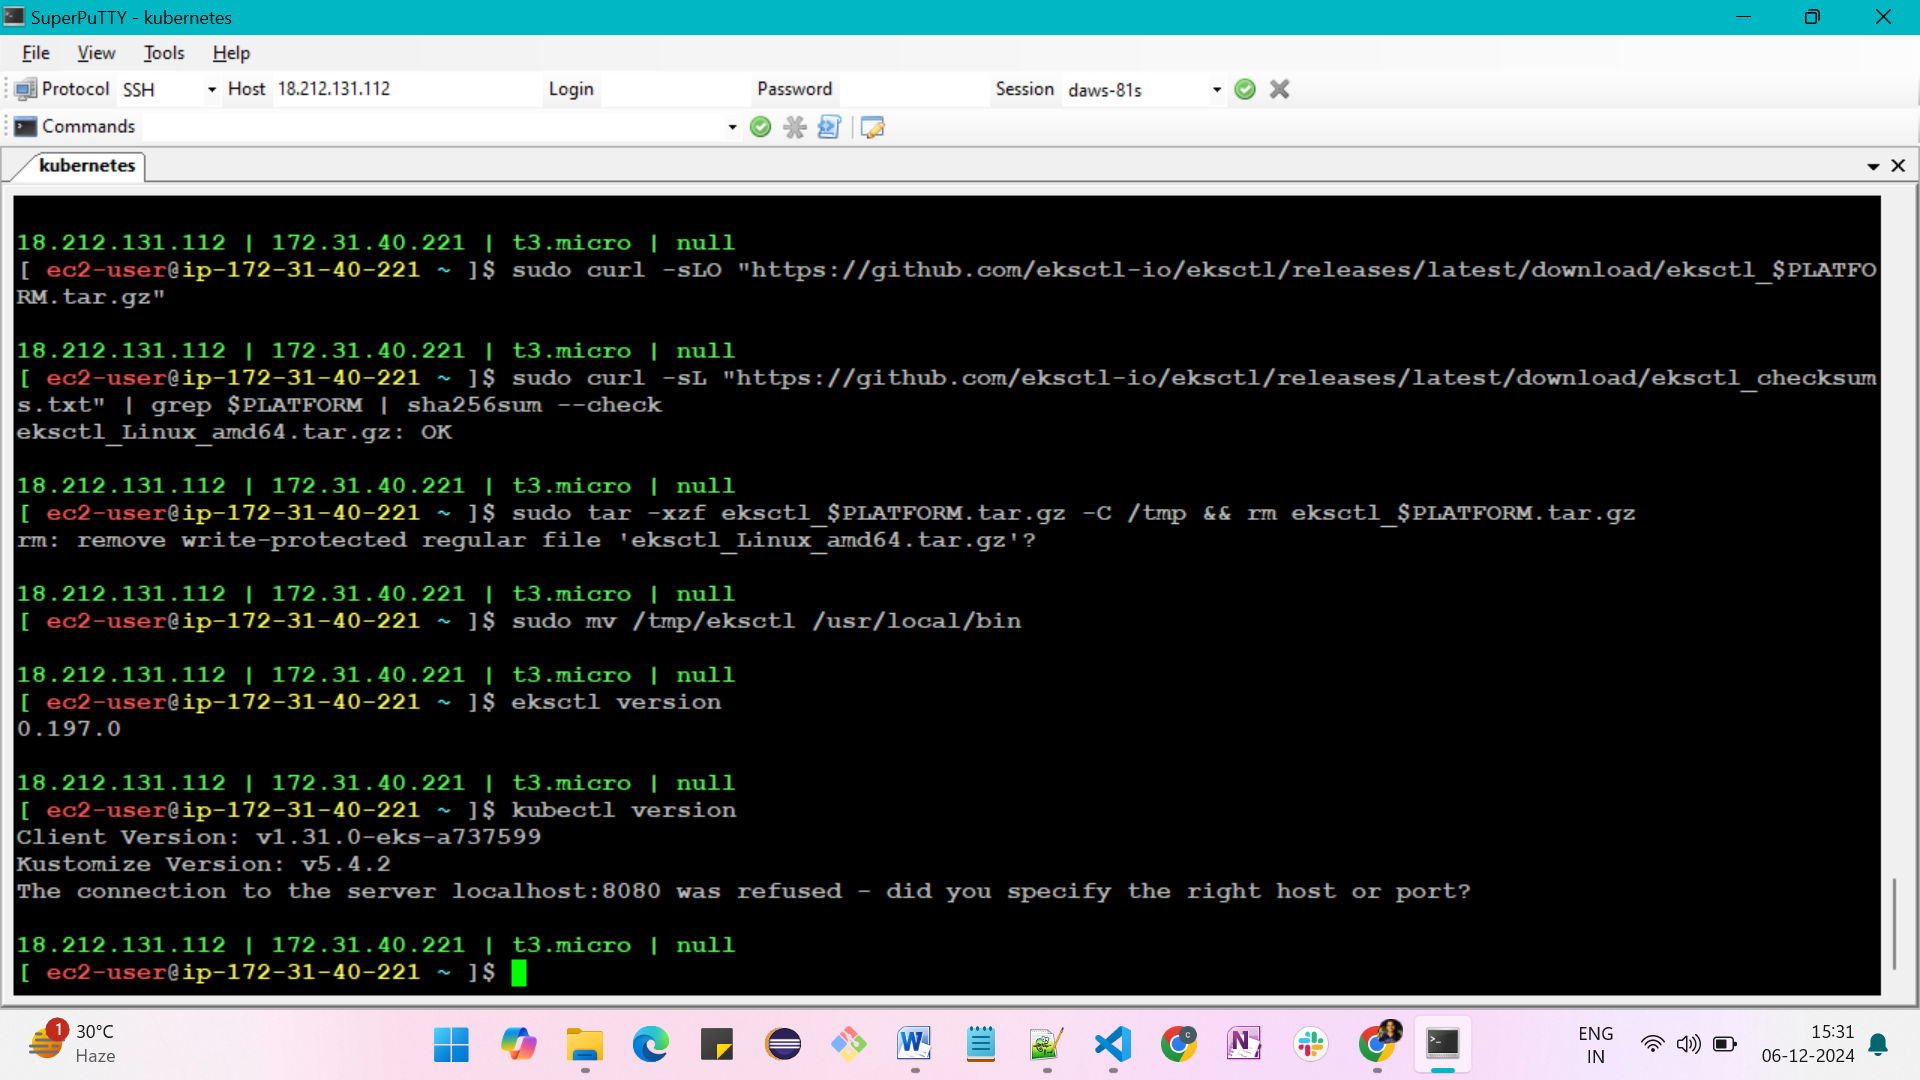 SuperPuTTY - kubernetes
File View Tools Help
Protocol SSH Host 18.212.131.112 Login Password Session daws-81s
Commands
kubernetes
18.212.131.112 | 172.31.40.221 | t3.micro | null
[ ec2-user@ip-172-31-40-221 ~ ]$ sudo curl -sLO "https://github.com/eksctl-io/eksctl/releases/latest/download/eksctl_$PLATFO
RM.tar.gz"
18.212.131.112 | 172.31.40.221 | t3.micro | null
[ ec2-user@ip-172-31-40-221 ~ ]$ sudo curl -sL "https://github.com/eksctl-io/eksctl/releases/latest/download/eksctl_checksum
s.txt" | grep $PLATFORM | sha256sum --check
eksctl_Linux_amd64.tar.gz: OK
18.212.131.112 | 172.31.40.221 | t3.micro | null
[ ec2-user@ip-172-31-40-221 ~ ]$ sudo tar -xzf eksctl_$PLATFORM.tar.gz -C /tmp && rm eksctl_$PLATFORM.tar.gz
rm: remove write-protected regular file 'eksctl_Linux_amd64.tar.gz'?
18.212.131.112 | 172.31.40.221 | t3.micro | null
[ ec2-user@ip-172-31-40-221 ~ ]$ sudo mv /tmp/eksctl /usr/local/bin
18.212.131.112 | 172.31.40.221 | t3.micro | null
[ ec2-user@ip-172-31-40-221 ~ ]$ eksctl version
0.197.0
18.212.131.112 | 172.31.40.221 | t3.micro | null
[ ec2-user@ip-172-31-40-221 ~ ]$ kubectl version
Client Version: v1.31.0-eks-a737599
Kustomize Version: v5.4.2
The connection to the server localhost:8080 was refused - did you specify the right host or port?
18.212.131.112 | 172.31.40.221 | t3.micro | null
[ ec2-user@ip-172-31-40-221 ~ ]$
1 30°C
Haze
ENG
IN
15:31
06-12-2024